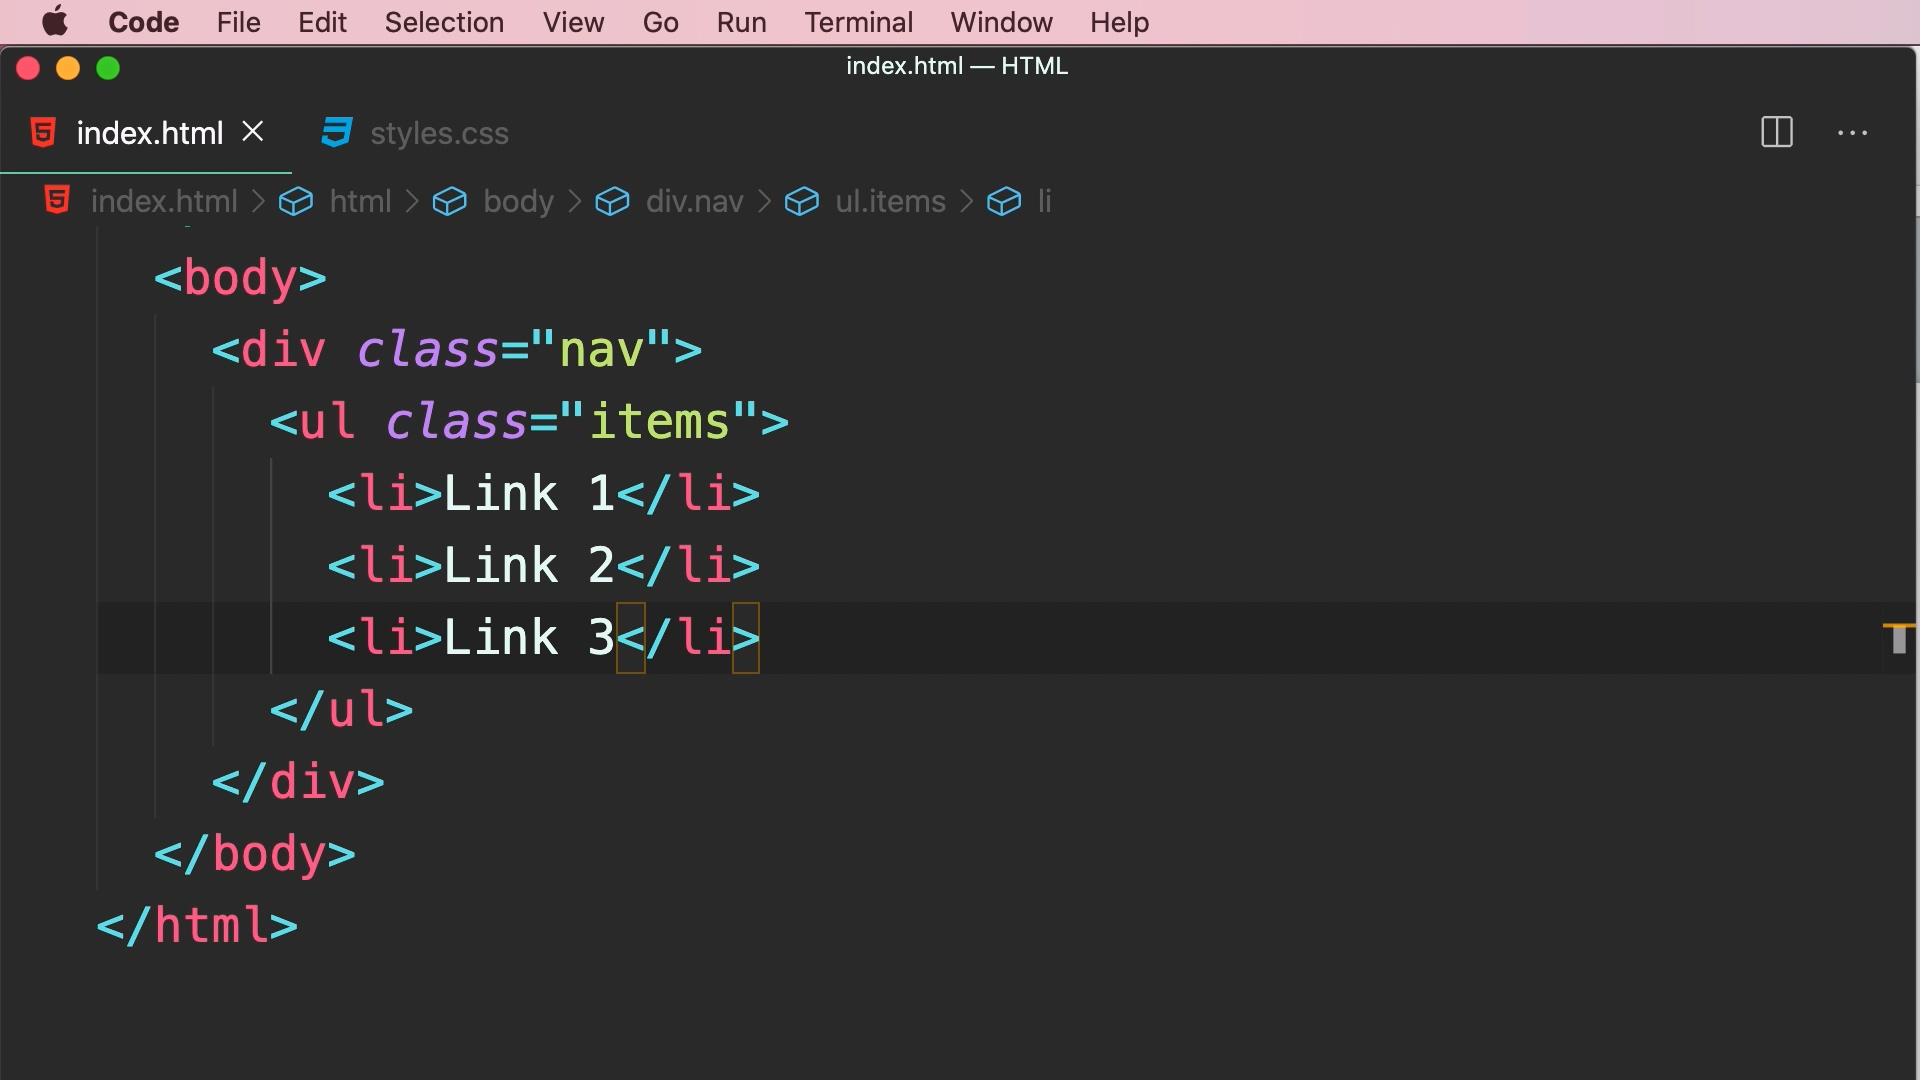 Code File Edit Selection View Go Run Terminal Window Help
index.html — HTML
index.html styles.css
index.html > html > body > div.nav > ul.items > li
<body>
<div class="nav">
<ul class="items">
<li>Link 1</li>
<li>Link 2</li>
<li>Link 3</li>
</ul>
</div>
</body>
</html>